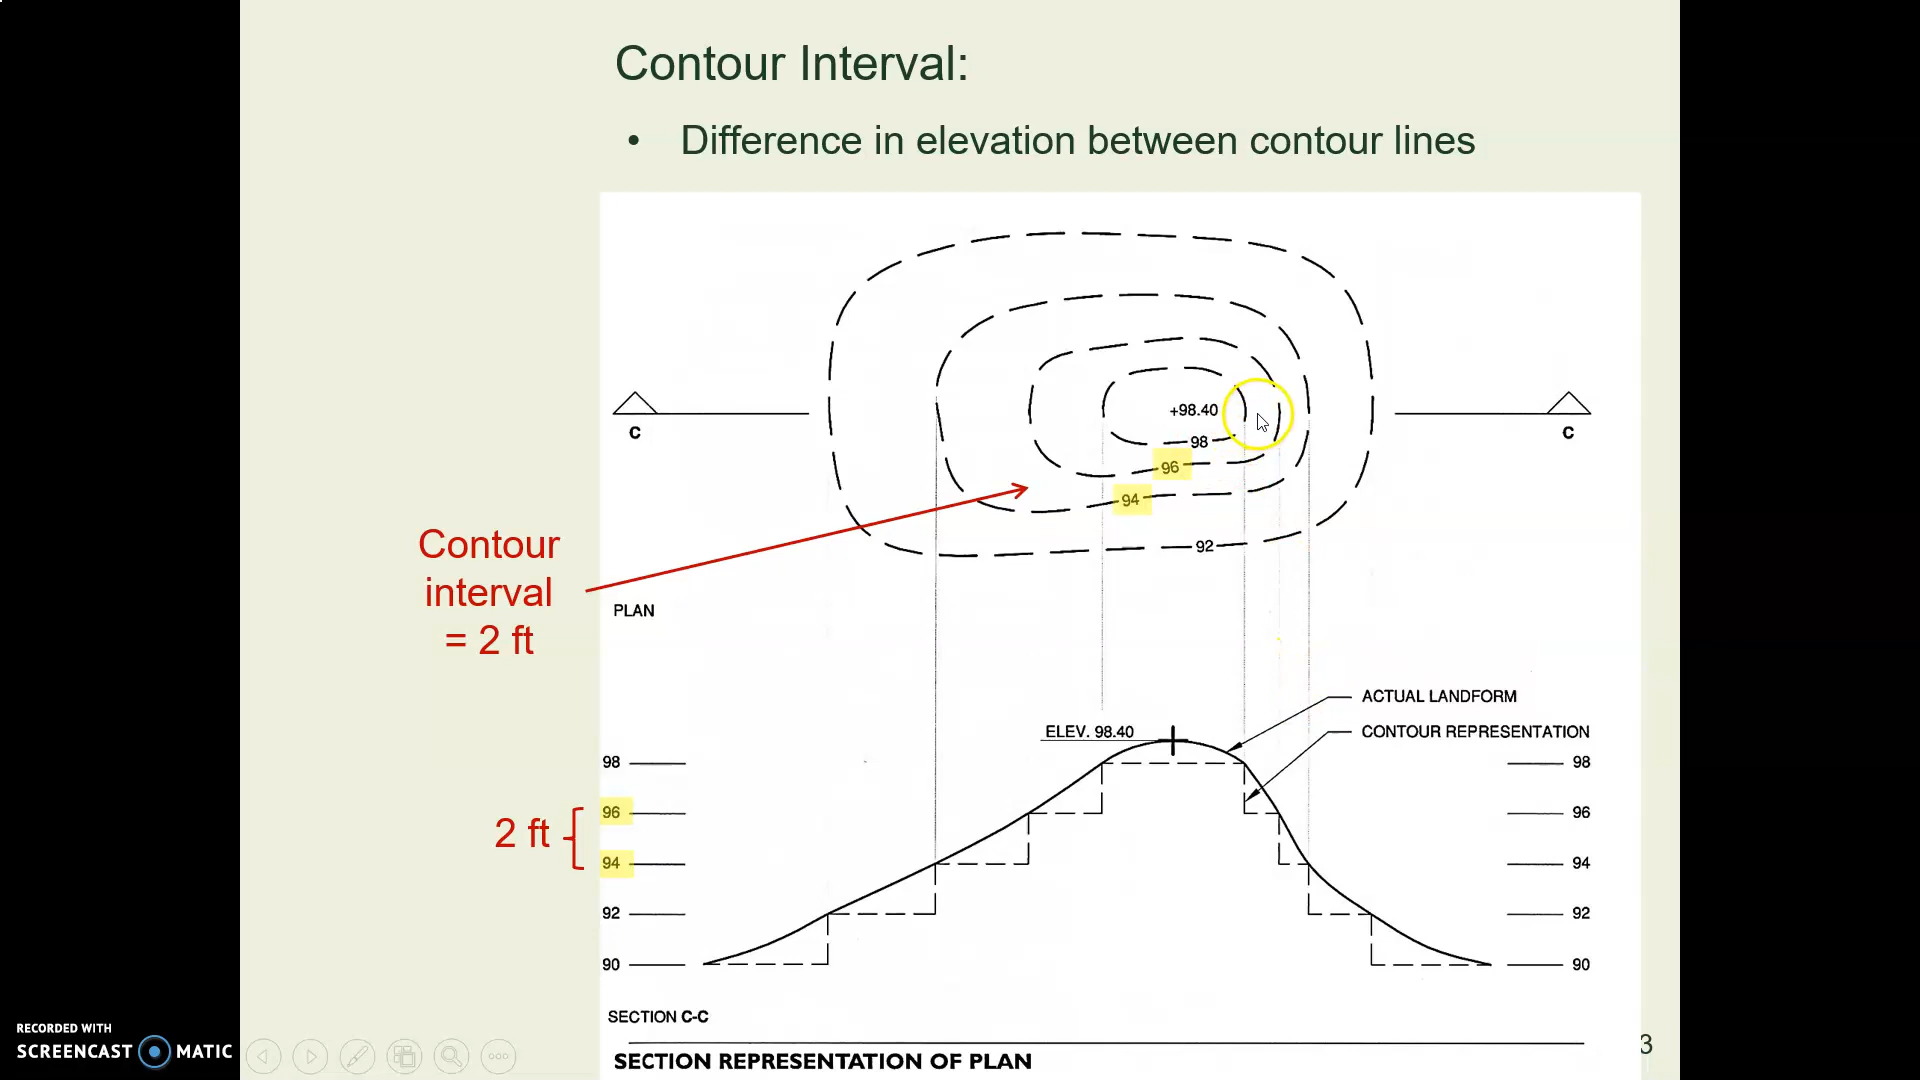 Contour Interval:
• Difference in elevation between contour lines
+98.40
98
96
94
92
C
C
Contour
interval
= 2 ft
PLAN
ACTUAL LANDFORM
CONTOUR REPRESENTATION
ELEV. 98.40
98
96
94
92
90
2 ft
98
96
94
92
90
SECTION C-C
SECTION REPRESENTATION OF PLAN
3
RECORDED WITH
SCREENCAST MATIC